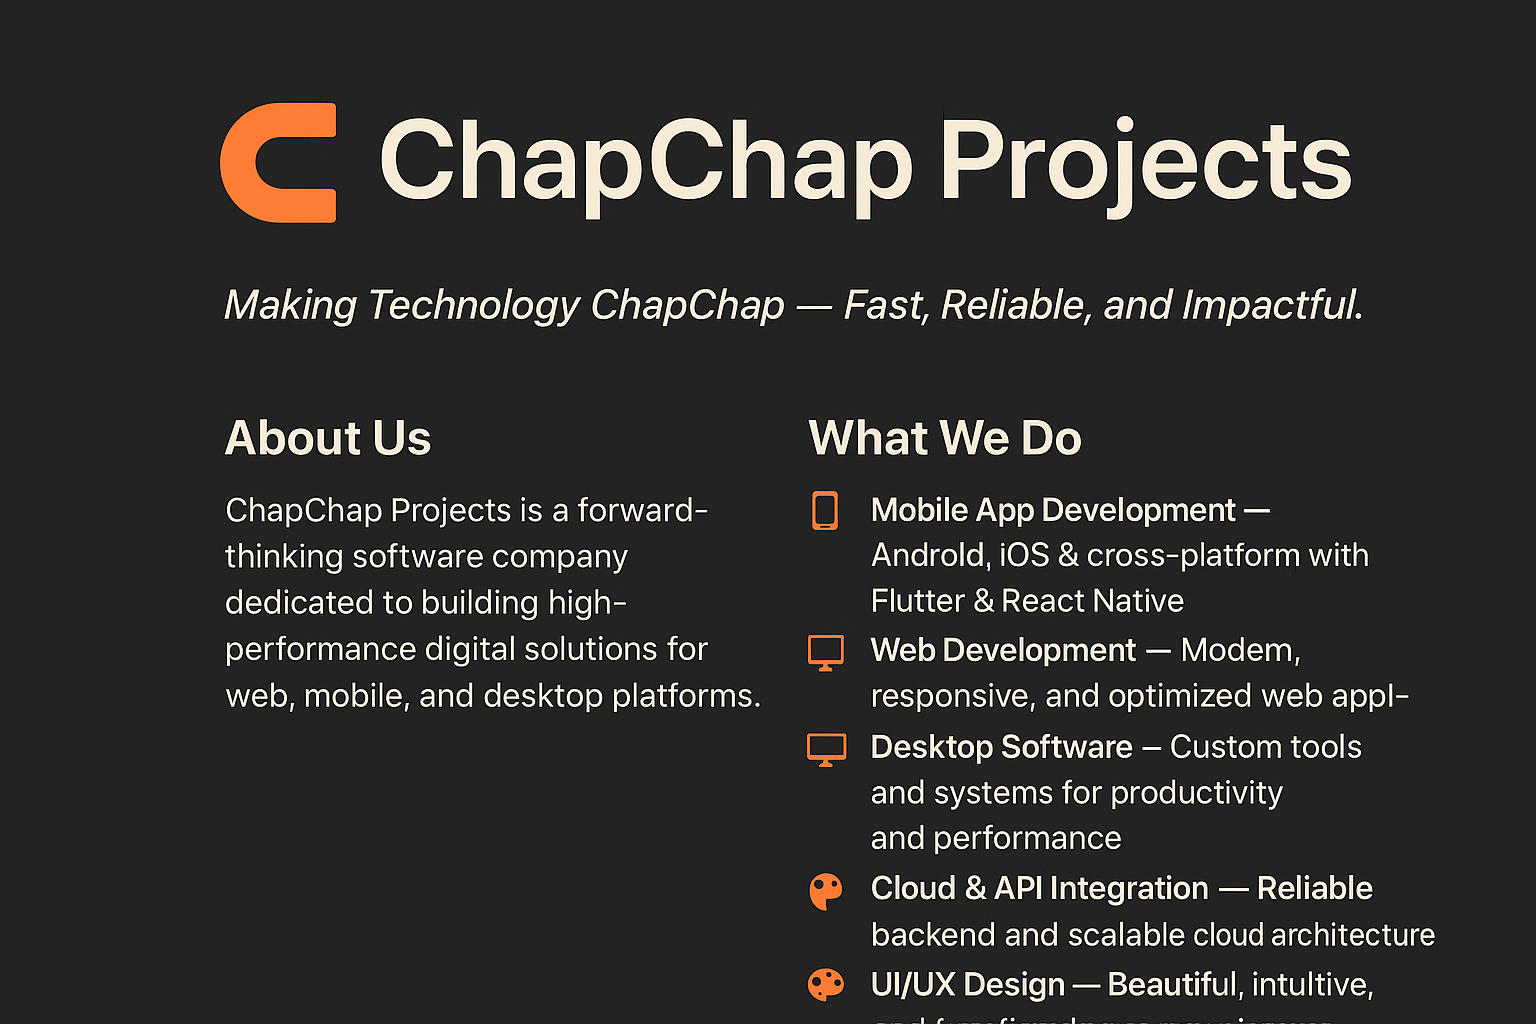 ChapChap Projects
Making Technology ChapChap — Fast, Reliable, and Impactful.
About Us
ChapChap Projects is a forward-
thinking software company
dedicated to building high-
performance digital solutions for
web, mobile, and desktop platforms.
What We Do
Mobile App Development —
Androld, iOS & cross-platform with
Flutter & React Native
Web Development — Modem,
responsive, and optimized web appl-
Desktop Software – Custom tools
and systems for productivity
and performance
Cloud & API Integration — Reliable
backend and scalable cloud architecture
UI/UX Design — Beautiful, intultive,
and